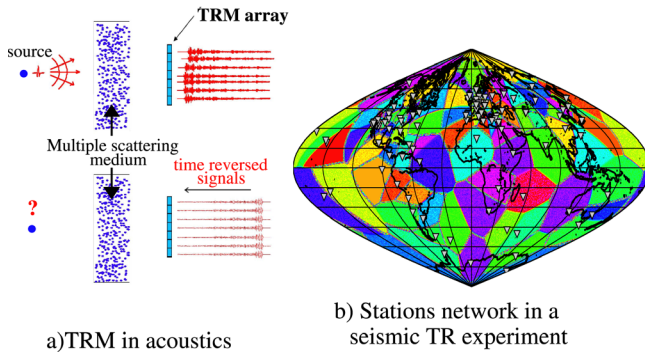 TRM array
source
Multiple scattering
medium
time reversed
signals
?
a)TRM in acoustics
b) Stations network in a
seismic TR experiment